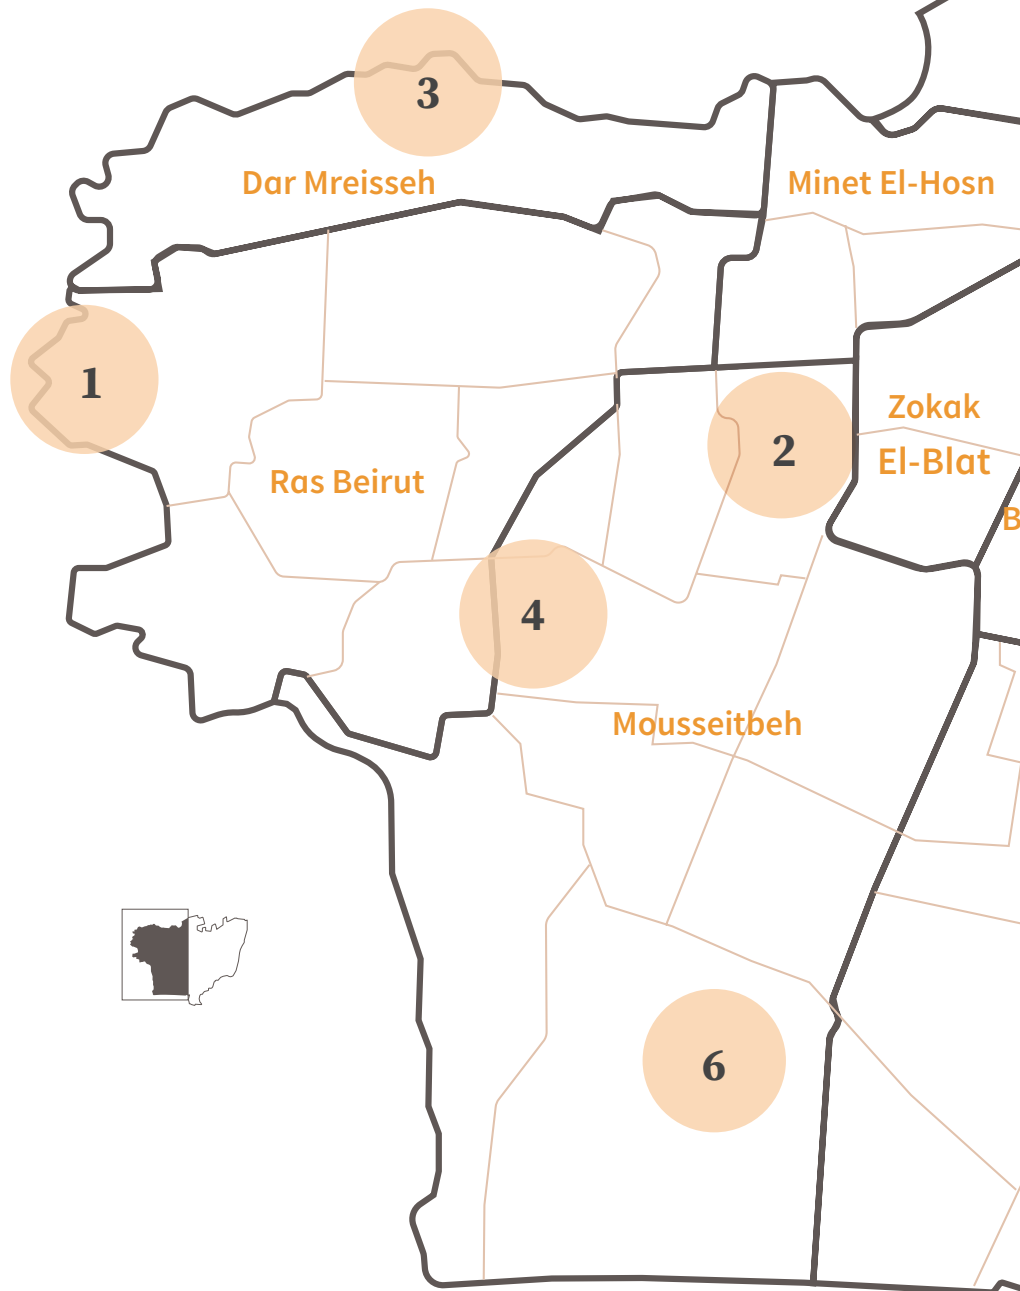 3
Dar Mreisseh
Minet El-Hosn
1
Zokak
El-Blat
2
Ras Beirut
B
4
Mousseitbeh
6